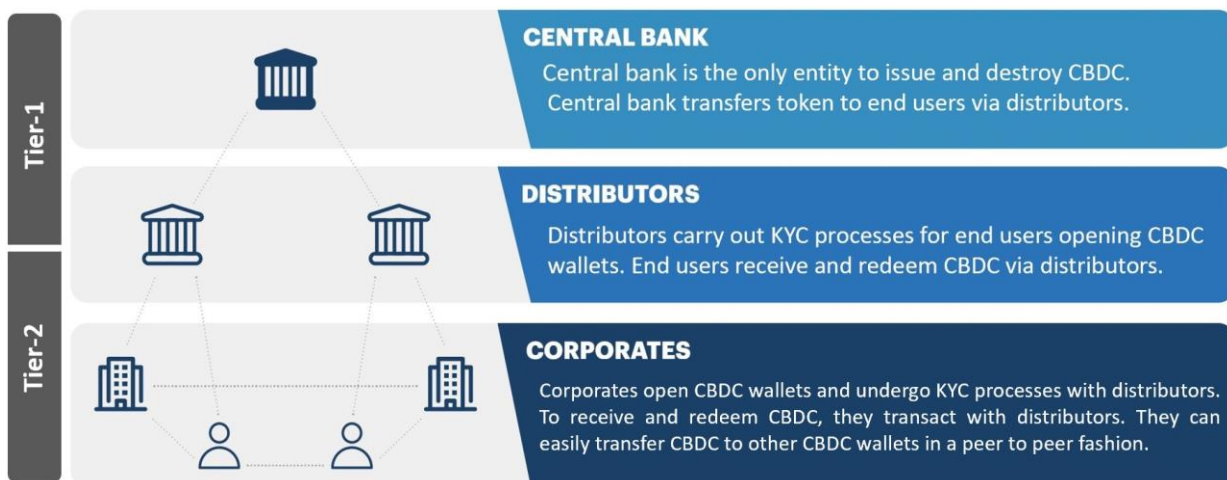 Tier-1
CENTRAL BANK
Central bank is the only entity to issue and destroy CBDC.
Central bank transfers token to end users via distributors.
DISTRIBUTORS
Distributors carry out KYC processes for end users opening CBDC
wallets. End users receive and redeem CBDC via distributors.
Tier-2
CORPORATES
Corporates open CBDC wallets and undergo KYC processes with distributors.
To receive and redeem CBDC, they transact with distributors. They can
easily transfer CBDC to other CBDC wallets in a peer to peer fashion.